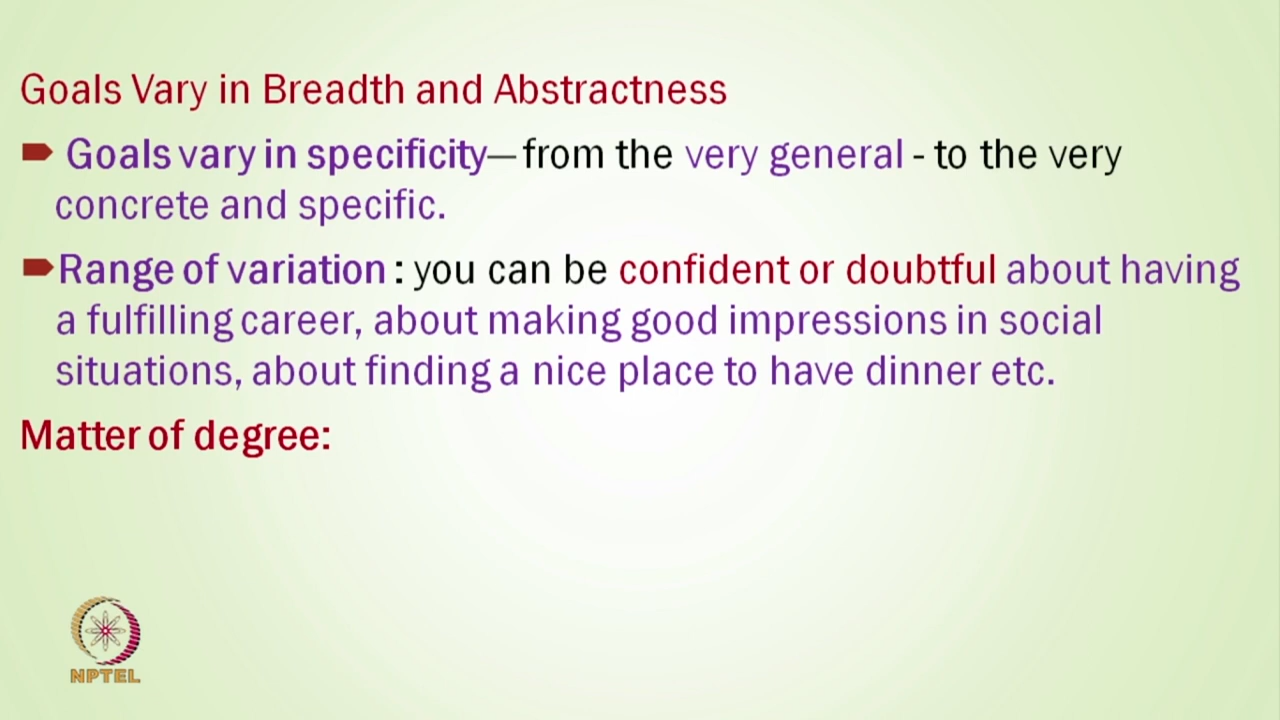 Goals Vary in Breadth and Abstractness
Goals vary in specificity—from the very general - to the very
concrete and specific.
Range of variation : you can be confident or doubtful about having
a fulfilling career, about making good impressions in social
situations, about finding a nice place to have dinner etc.
Matter of degree:
NPTEL